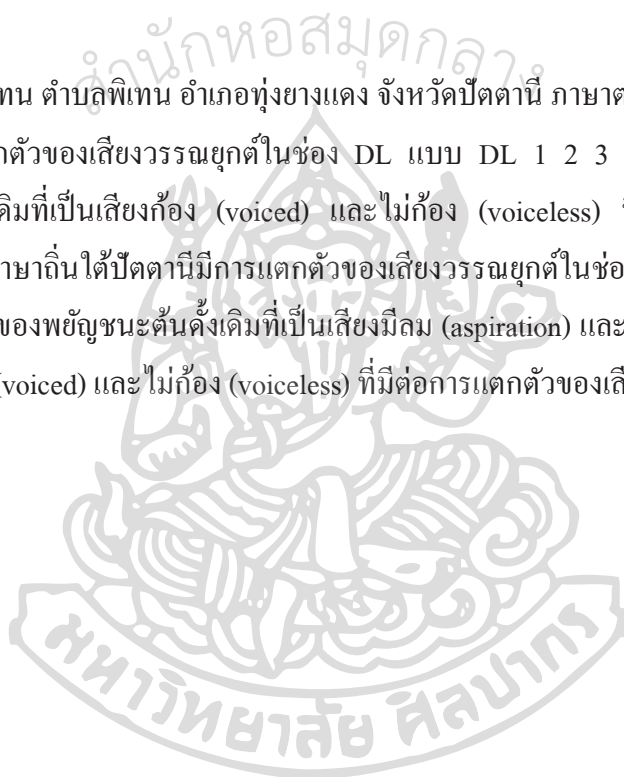 สำนักหอสมุดกลาง
ทน ตำบลพิเทน อำเภอทุ่งยางแดง จังหวัดปัตตานี ภาษาต
กตัวของเสียงวรรณยุกต์ในช่อง DL แบบ DL 1 2 3
ดิมที่เป็นเสียงก้อง (voiced) และไม่ก้อง (voiceless)
าษาถิ่นใต้ปัตตานีมีการแตกตัวของเสียงวรรณยุกต์ในช่อ
ของพยัญชนะต้นดั้งเดิมที่เป็นเสียงมีลม (aspiration) และ
(voiced) และไม่ก้อง (voiceless) ที่มีต่อการแตกตัวของเสี
มหาวิทยาลัย ศิลปากร